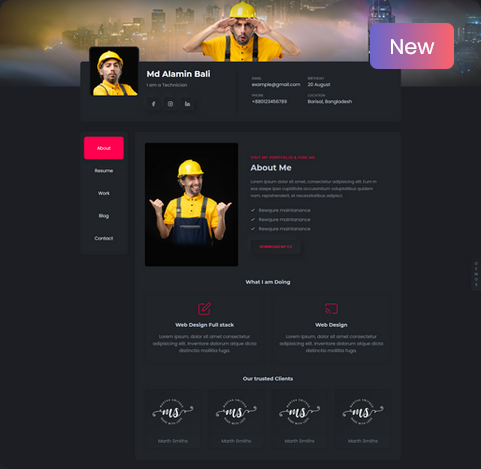 New
Md Alamin Bali
I am a Technician
EMAIL
example@gmail.com
BIRTHDAY
20 August
PHONE
+880123456789
LOCATION
Barisal, Bangladesh
About
Resume
Work
Blog
Contact
VISIT MY PORTFOLIO & HIRE ME
About Me
Lorem ipsum dolor sit amet, consectetur adipisicing elit. Cum in
eos saepe ipsa cupiditate accusantium voluptatibus quidem
nam, reprehenderit, et necessitatibus adipisci.
Rewqure maintanance
Rewqure maintanance
Rewqure maintanance
DOWNLOAD MY CV
What I am Doing
Web Design Full stack
Lorem ipsum, dolor sit amet consectetur
adipisicing elit. Inventore dolorum atque dicta
distinctio mollitia fuga.
Web Design
Lorem ipsum, dolor sit amet consectetur
adipisicing elit. Inventore dolorum atque dicta
distinctio mollitia fuga.
Our trusted Clients
ms
ms
ms
ms
Marth Smiths
Marth Smiths
Marth Smiths
Marth Smiths